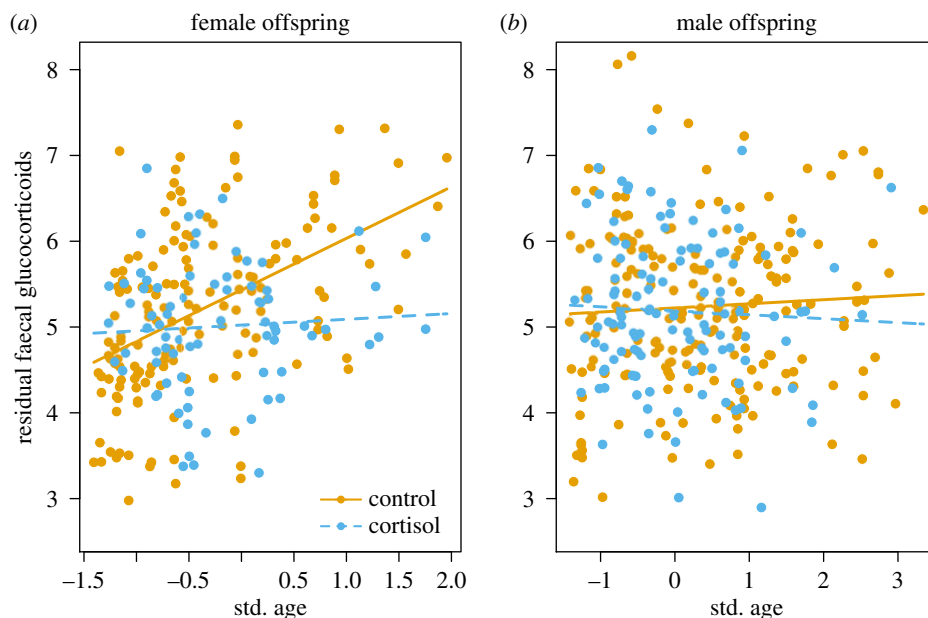 (a) female offspring
(b) male offspring
residual faecal glucocorticoids
8
7
6
5
4
3
control
cortisol
–1.5 –0.5 0.5 1.0 1.5 2.0
std. age
8
7
6
5
4
3
–1 0 1 2 3
std. age